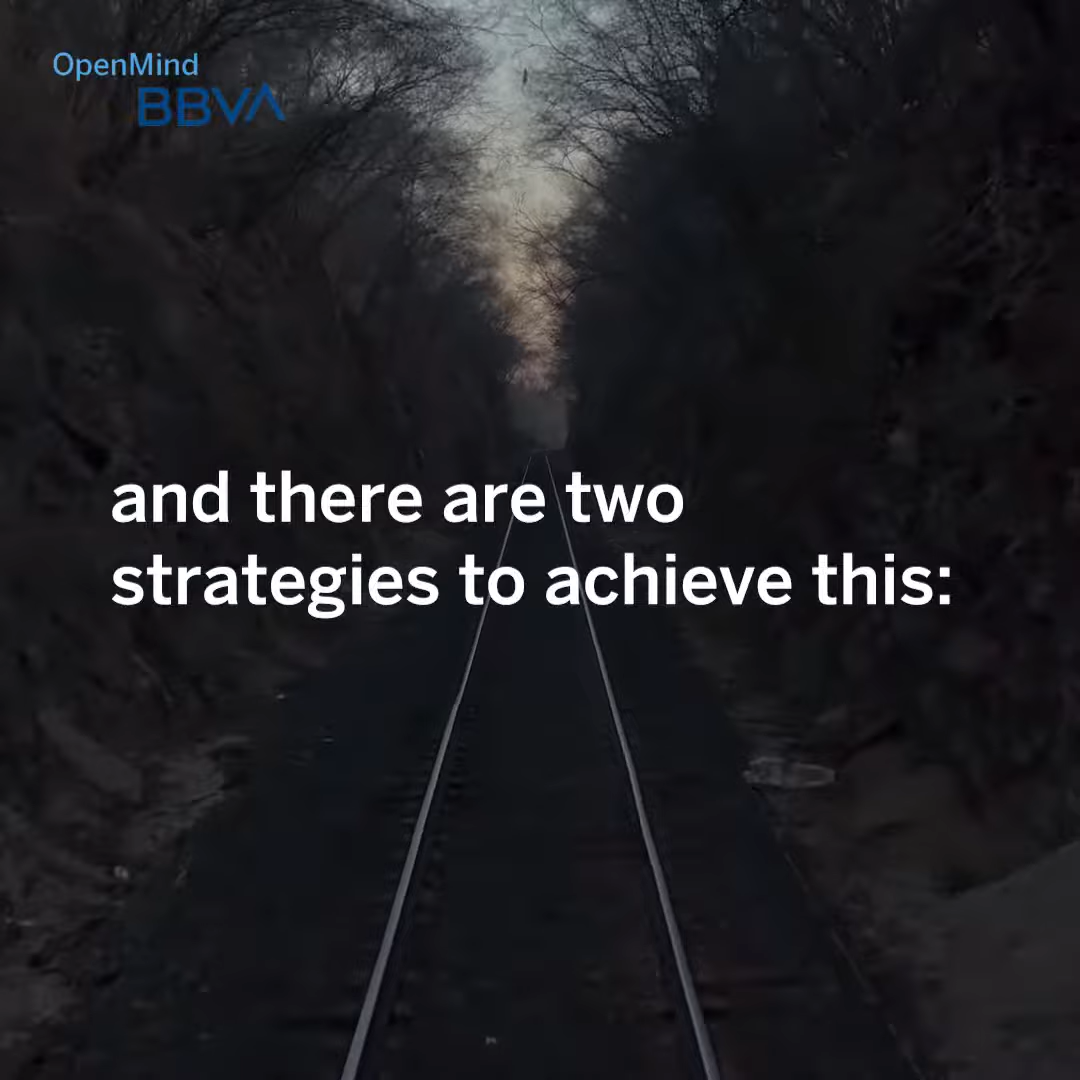 OpenMind
BBVA
and there are two
strategies to achieve this: